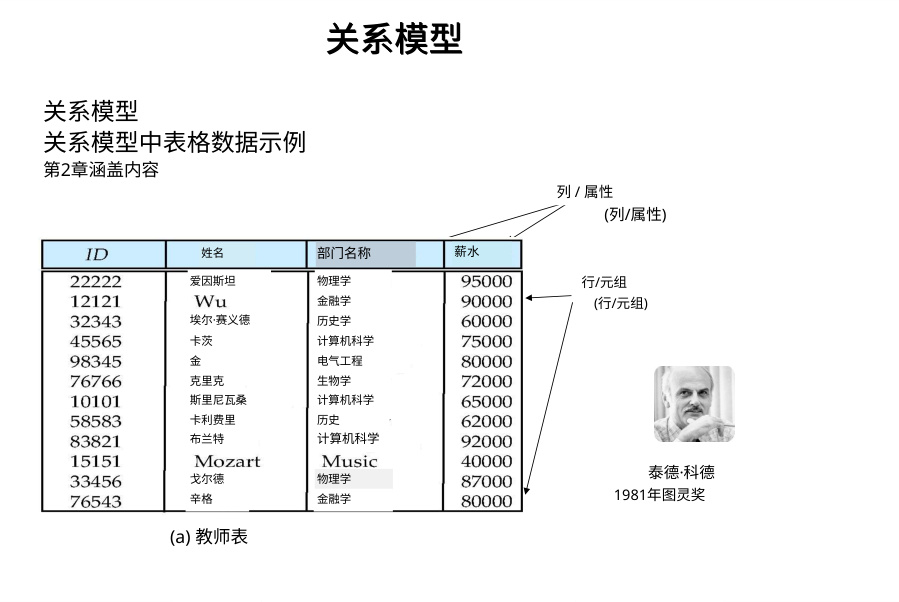 关系模型
关系模型
关系模型中表格数据示例
第2章涵盖内容
列 / 属性
(列/属性)
ID 姓名 部门名称 薪水
22222 爱因斯坦 物理学 95000
12121 Wu 金融学 90000
32343 埃尔·赛义德 历史学 60000
45565 卡茨 计算机科学 75000
98345 金 电气工程 80000
76766 克里克 生物学 72000
10101 斯里尼瓦桑 计算机科学 65000
58583 卡利费里 历史 62000
83821 布兰特 计算机科学 92000
15151 Mozart Music 40000
33456 戈尔德 物理学 87000
76543 辛格 金融学 80000
行/元组
(行/元组)
泰德·科德
1981年图灵奖
(a) 教师表